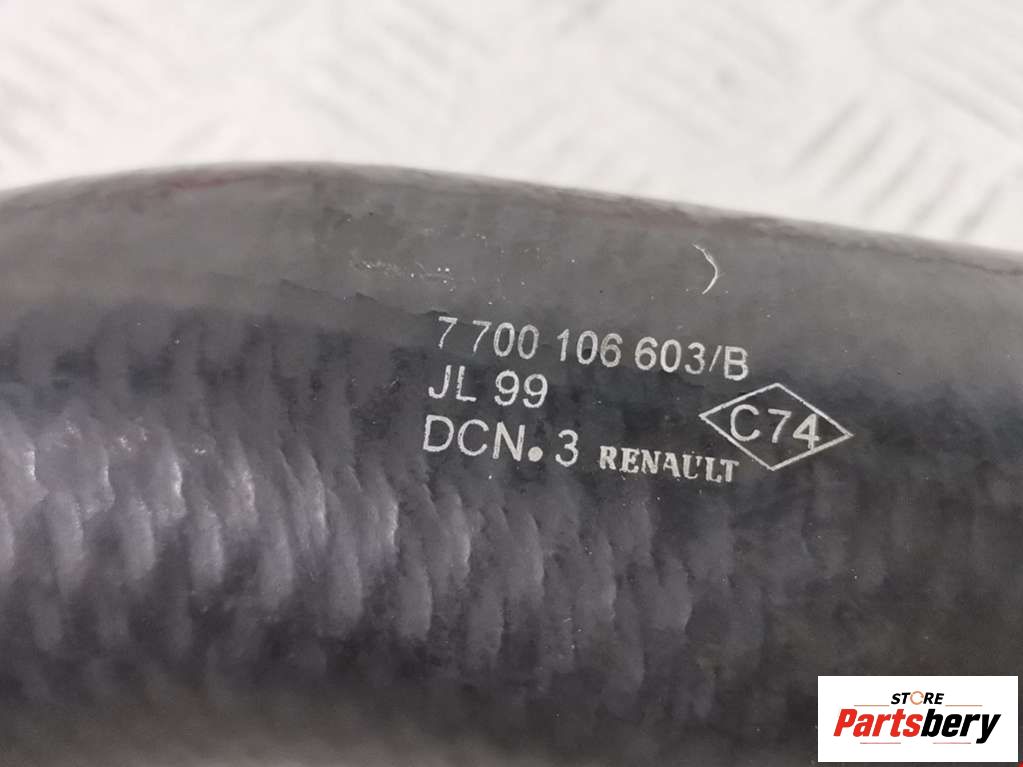 7 700 106 603/B
JL 99
DCN. 3 RENAULT
C74
STORE
Partsbery